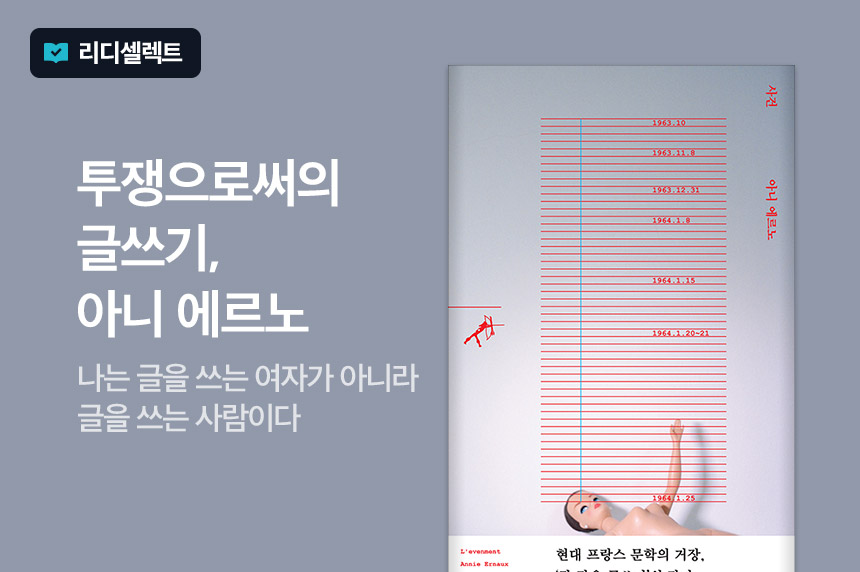 리디셀렉트
투쟁으로써의
글쓰기,
아니 에르노
나는 글을 쓰는 여자가 아니라
글을 쓰는 사람이다
사건
아니 에르노
1963.10
1963.11.8
1963.12.31
1964.1.8
1964.1.15
1964.1.20~21
1964.1.25
L'evenment
Annie Ernaux
현대 프랑스 문학의 거장,